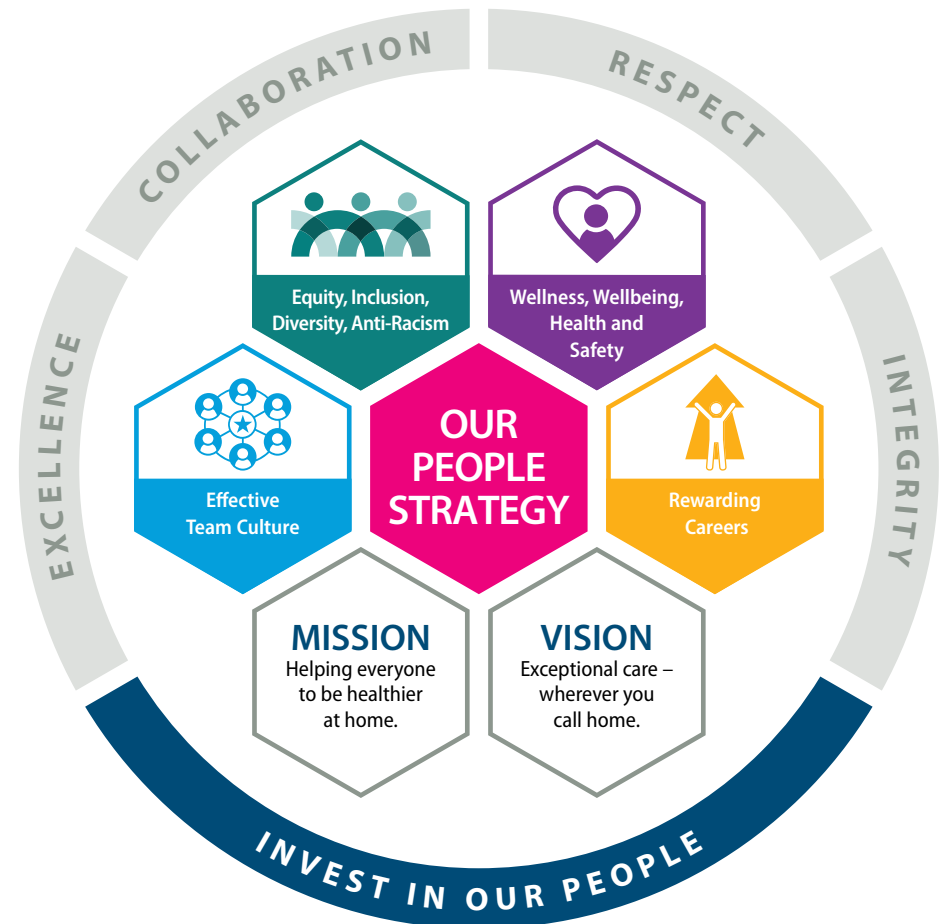 COLLABORATION
RESPECT
EXCELLENCE
INTEGRITY
Equity, Inclusion,
Diversity, Anti-Racism
Wellness, Wellbeing,
Health and
Safety
Effective
Team Culture
OUR
PEOPLE
STRATEGY
Rewarding
Careers
MISSION
Helping everyone
to be healthier
at home.
VISION
Exceptional care –
wherever you
call home.
INVEST IN OUR PEOPLE